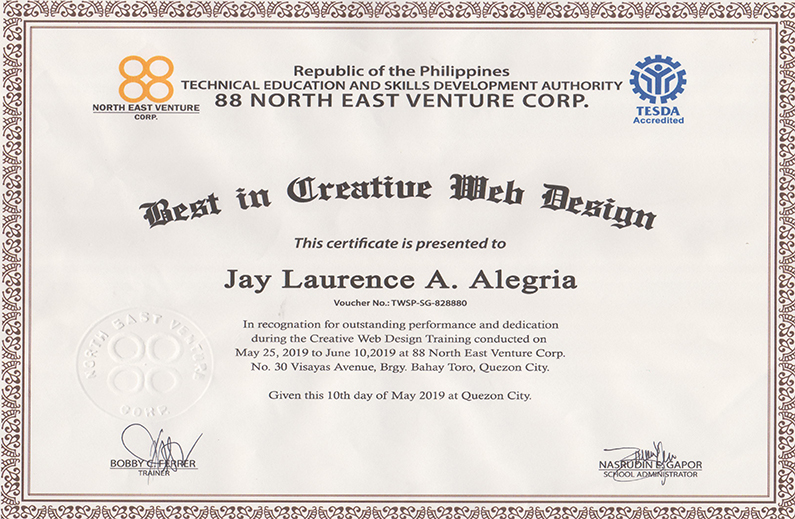 NORTH EAST VENTURE
CORP.
Republic of the Philippines
TECHNICAL EDUCATION AND SKILLS DEVELOPMENT AUTHORITY
88 NORTH EAST VENTURE CORP.
TESDA
Accredited
Best in Creative Web Design
This certificate is presented to
Jay Laurence A. Alegria
Voucher No.: TWSP-SG-828880
In recognation for outstanding performance and dedication
during the Creative Web Design Training conducted on
May 25, 2019 to June 10,2019 at 88 North East Venture Corp.
No. 30 Visayas Avenue, Brgy. Bahay Toro, Quezon City.
Given this 10th day of May 2019 at Quezon City.
NORTH EAST VENTURE
CORP.
BOBBY C. FERRER
TRAINER
NASRUDIN P. GAPOR
SCHOOL ADMINISTRATOR